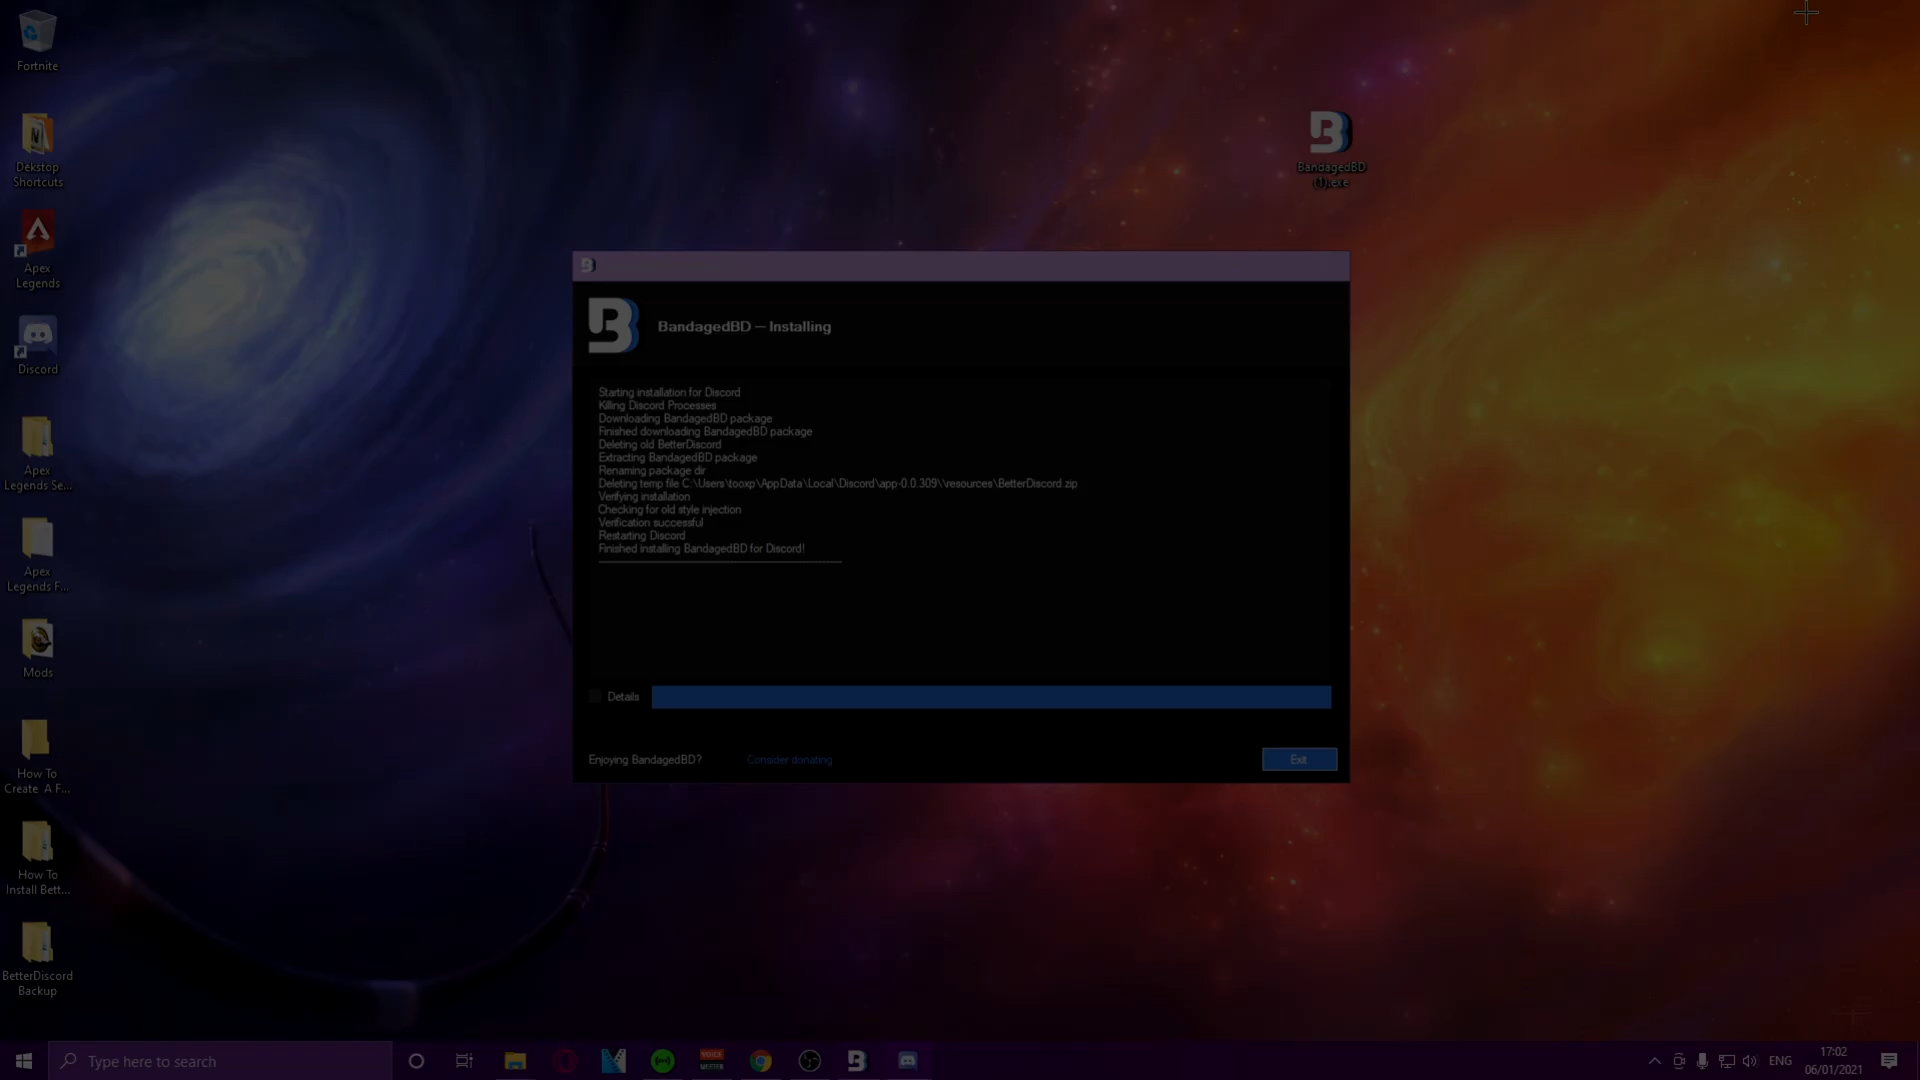 Fortnite
Dekstop
Shortcuts
Apex
Legends
Discord
Apex
Legends Se...
Apex
Legends F...
Mods
How To
Create A F...
How To
Install Bett...
BetterDiscord
Backup
BandagedBD
(1).exe
BandagedBD — Installing
Starting installation for Discord
Killing Discord Processes
Downloading BandagedBD package
Finished downloading BandagedBD package
Deleting old BetterDiscord
Extracting BandagedBD package
Renaming package dir
Deleting temp file C:\Users\tooxp\AppData\Local\Discord\app-0.0.309\\resources\BetterDiscord.zip
Verifying installation
Checking for old style injection
Verification successful
Restarting Discord
Finished installing BandagedBD for Discord!
Details
Enjoying BandagedBD?
Consider donating
Exit
Type here to search
ENG
17:02
06/01/2021